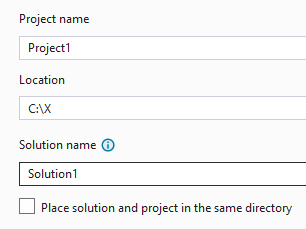 Project name
Project1
Location
C:\X
Solution name
Solution1
Place solution and project in the same directory